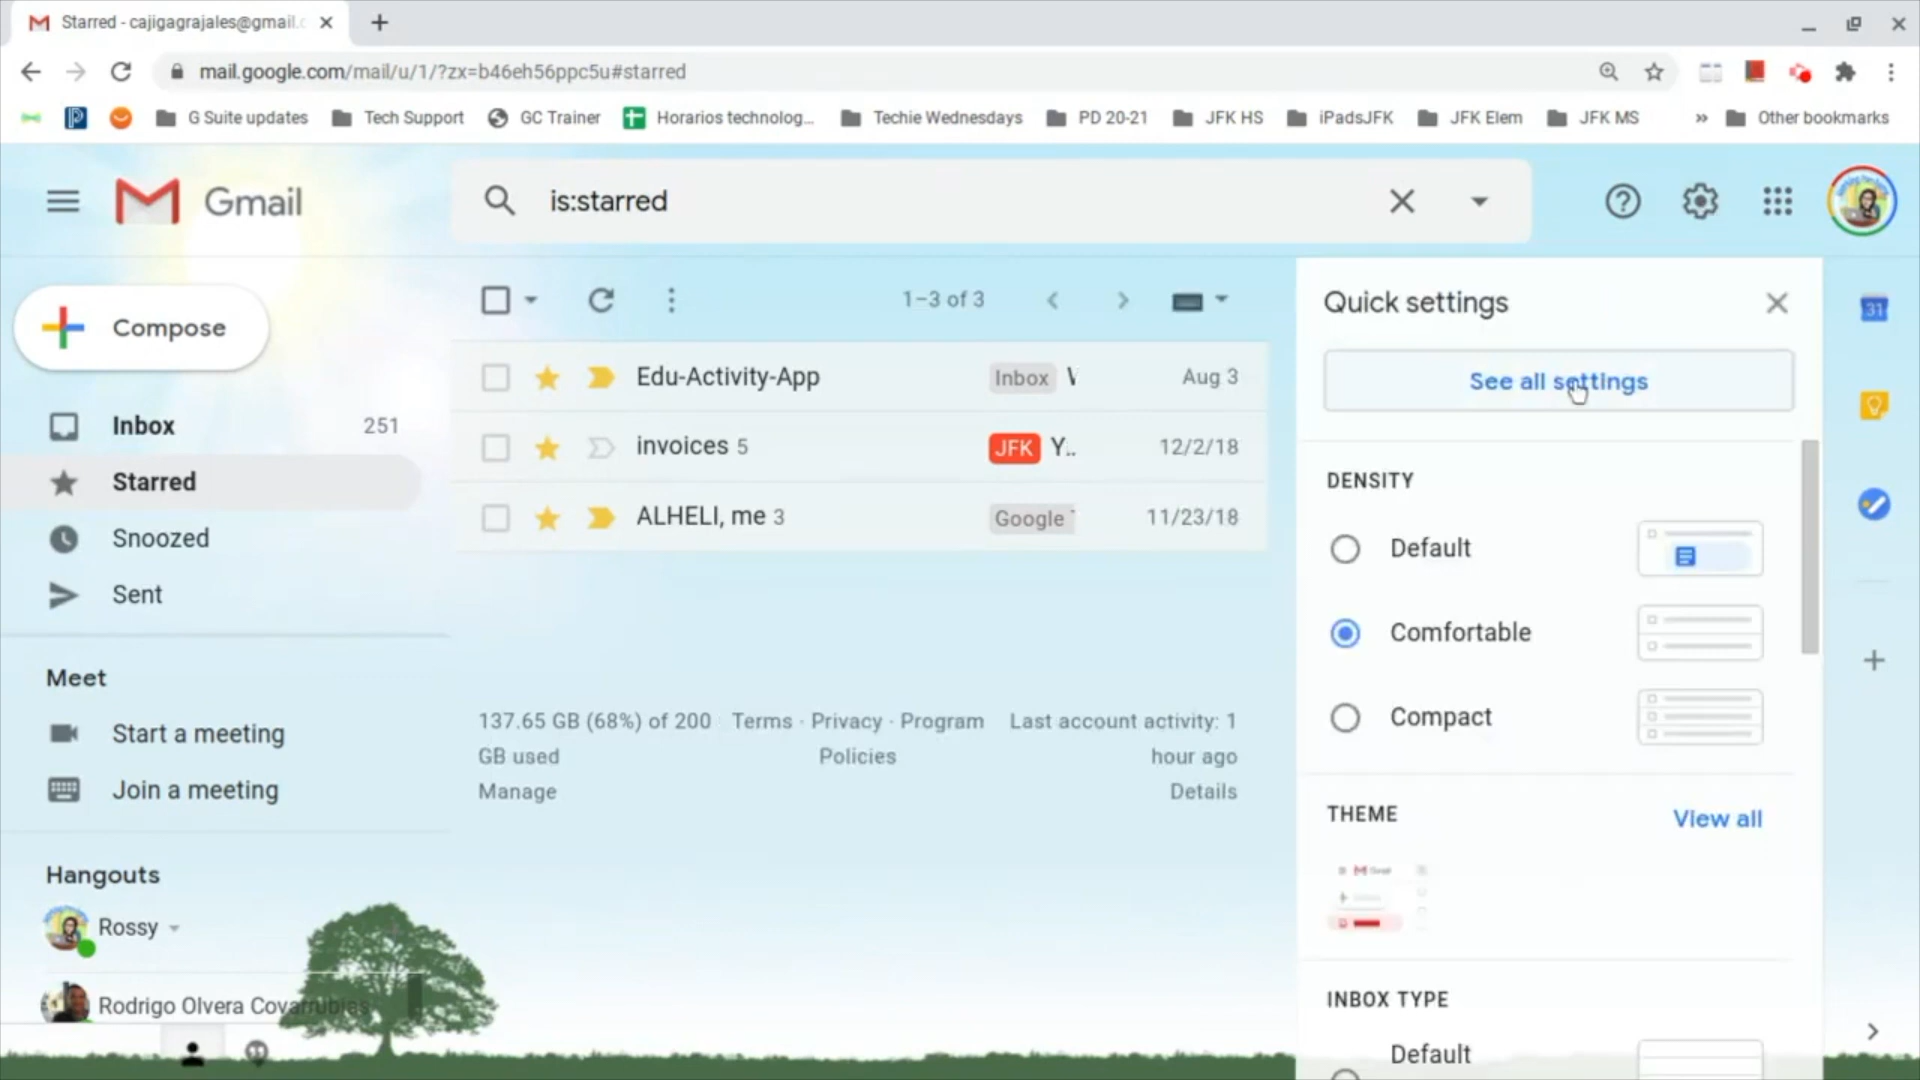 Starred - cajigagrajales@gmail.c
mail.google.com/mail/u/1/?zx=b46eh56ppc5u#starred
G Suite updates
Tech Support
GC Trainer
Horarios technolog...
Techie Wednesdays
PD 20-21
JFK HS
iPadsJFK
JFK Elem
JFK MS
»
Other bookmarks
Gmail
is:starred
Compose
Inbox 251
Starred
Snoozed
Sent
Meet
Start a meeting
Join a meeting
Hangouts
Rossy
Rodrigo Olvera Covarrubias
1–3 of 3
Edu-Activity-App Inbox Aug 3
invoices 5 JFK Y.. 12/2/18
ALHELI, me 3 Google 11/23/18
137.65 GB (68%) of 200
GB used
Manage
Terms · Privacy · Program
Policies
Last account activity: 1
hour ago
Details
Quick settings
See all settings
DENSITY
Default
Comfortable
Compact
THEME
View all
INBOX TYPE
Default
31